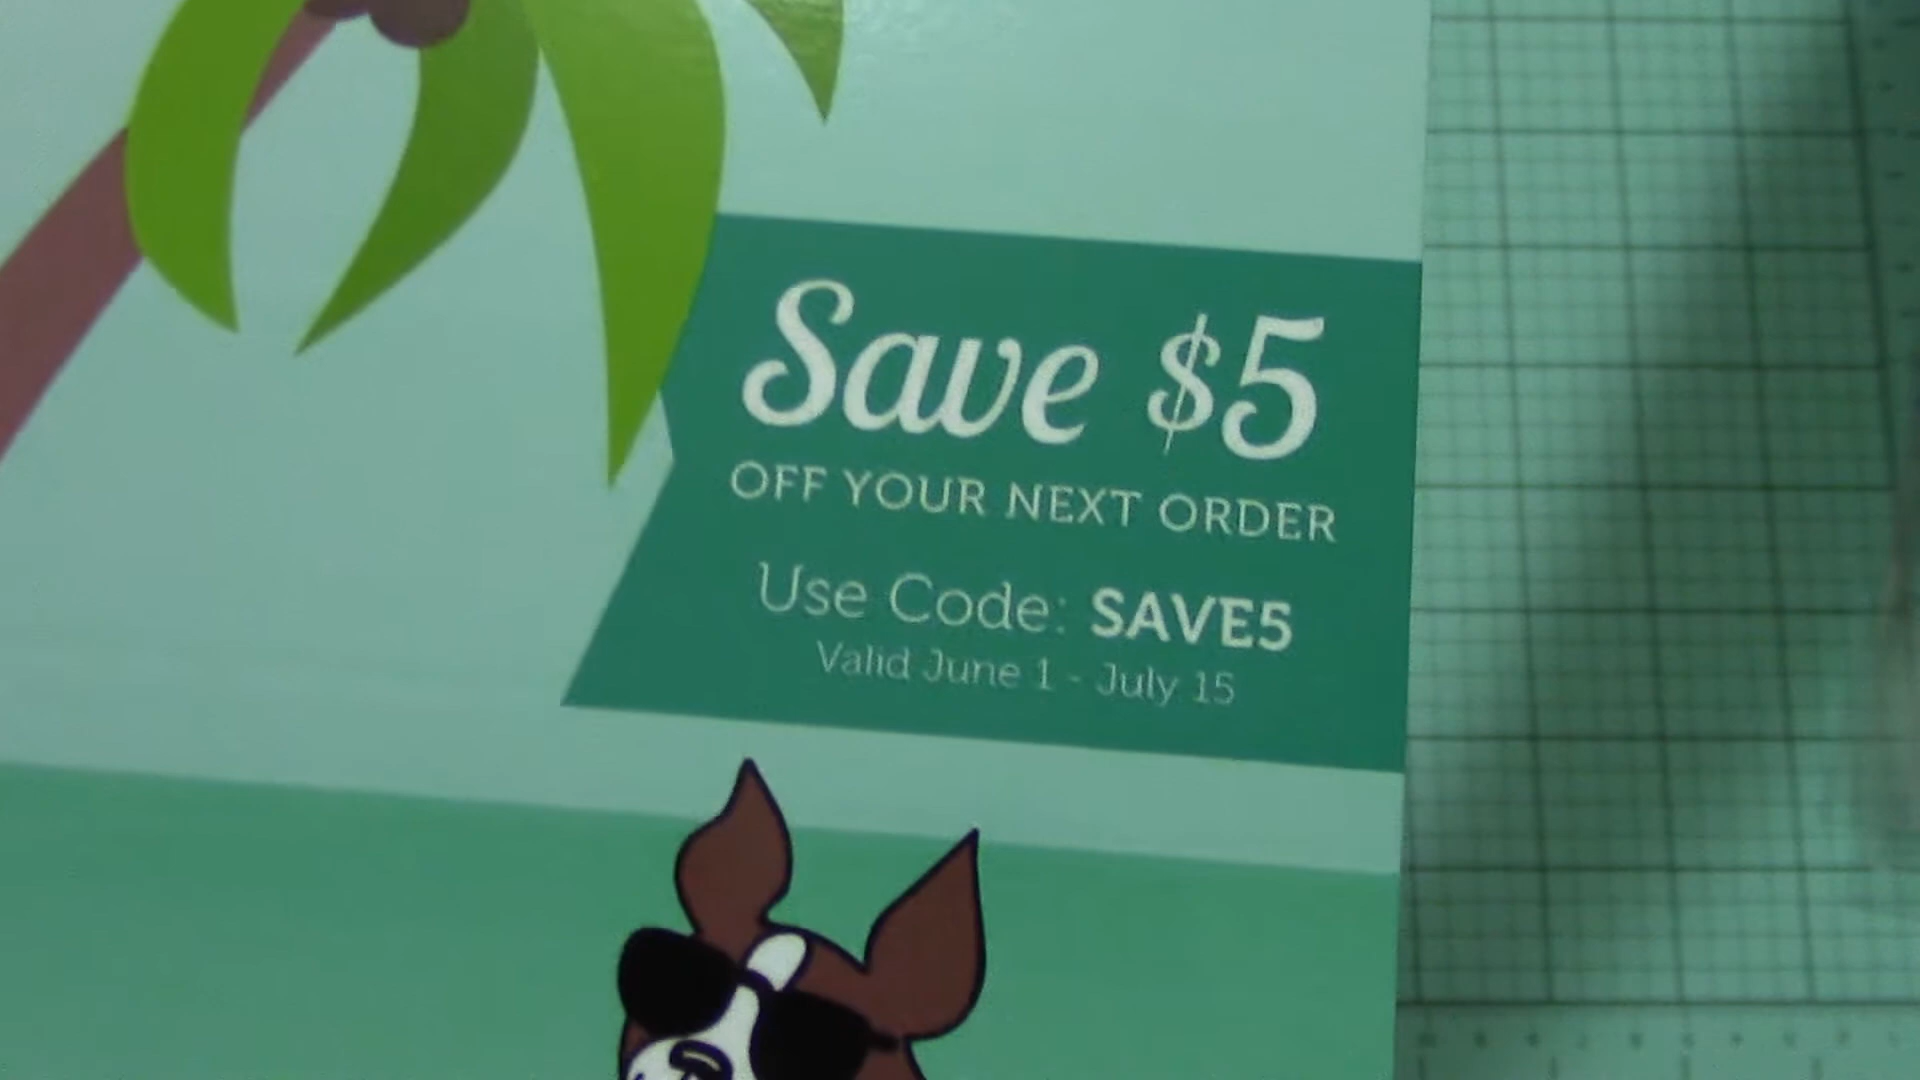 Save $5
OFF YOUR NEXT ORDER
Use Code: SAVE5
Valid June 1 - July 15